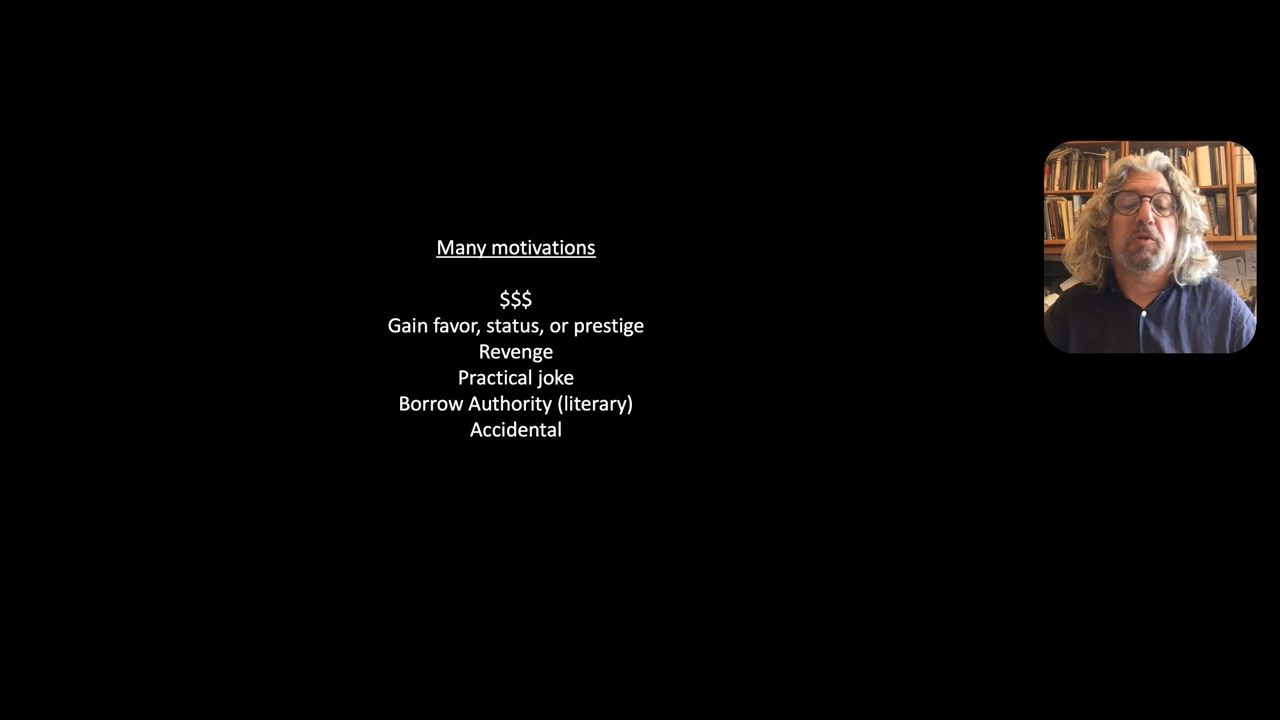 Many motivations
$$$
Gain favor, status, or prestige
Revenge
Practical joke
Borrow Authority (literary)
Accidental